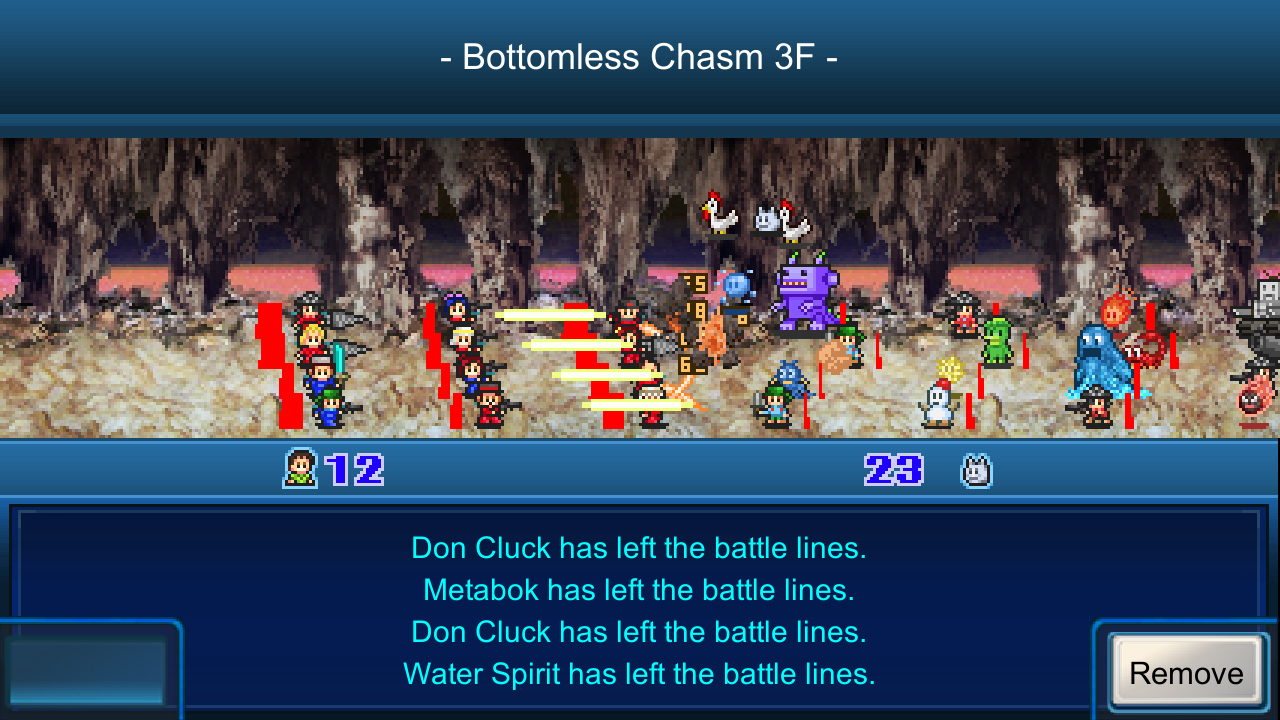 - Bottomless Chasm 3F -
12
23
Don Cluck has left the battle lines.
Metabok has left the battle lines.
Don Cluck has left the battle lines.
Water Spirit has left the battle lines.
Remove